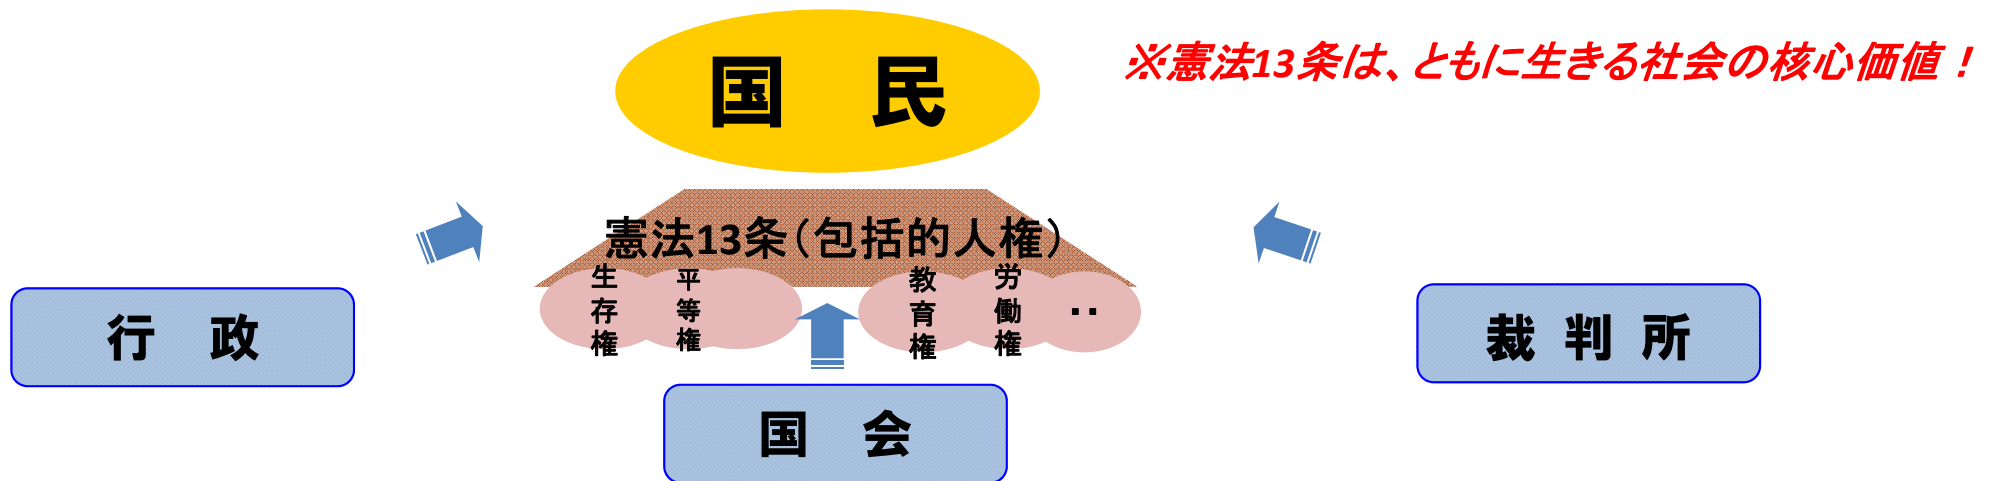 国　民
※憲法13条は、ともに生きる社会の核心価値！
憲法13条（包括的人権）
生存権
平等権
教育権
労働権
‥
行　政
裁 判 所
国　会